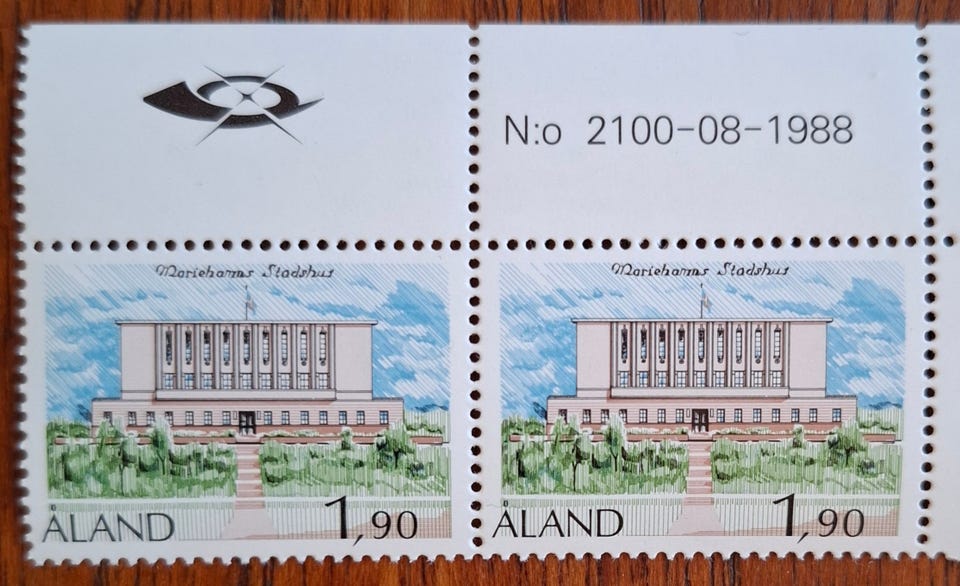 N:o 2100-08-1988
Mariehamns Stadshus
Mariehamns Stadshus
ÅLAND 1,90
ÅLAND 1,90